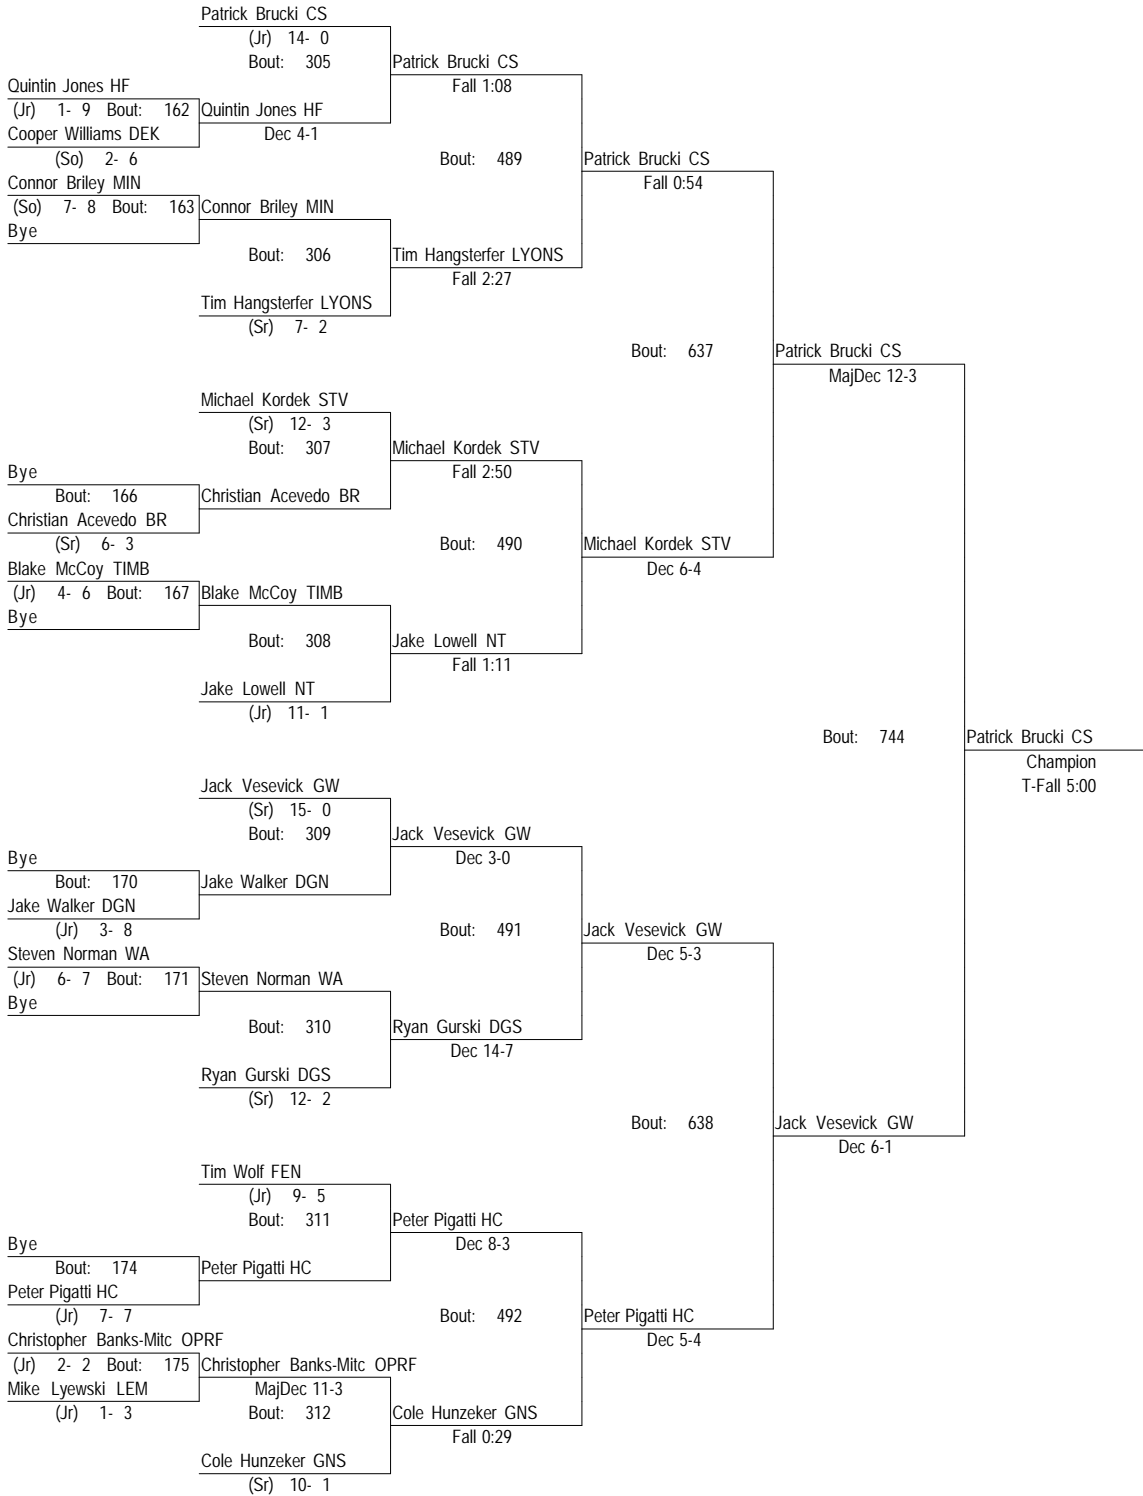 Patrick Brucki CS
(Jr) 14- 0
Bout: 305
Patrick Brucki CS
Fall 1:08
Quintin Jones HF
(Jr) 1- 9 Bout: 162
Quintin Jones HF
Dec 4-1
Cooper Williams DEK
(So) 2- 6
Bout: 489
Patrick Brucki CS
Fall 0:54
Connor Briley MIN
(So) 7- 8 Bout: 163
Connor Briley MIN
Bye
Bout: 306
Tim Hangsterfer LYONS
Fall 2:27
Tim Hangsterfer LYONS
(Sr) 7- 2
Bout: 637
Patrick Brucki CS
MajDec 12-3
Michael Kordek STV
(Sr) 12- 3
Bout: 307
Michael Kordek STV
Fall 2:50
Bye
Bout: 166
Christian Acevedo BR
Christian Acevedo BR
(Sr) 6- 3
Bout: 490
Michael Kordek STV
Dec 6-4
Blake McCoy TIMB
(Jr) 4- 6 Bout: 167
Blake McCoy TIMB
Bye
Bout: 308
Jake Lowell NT
Fall 1:11
Jake Lowell NT
(Jr) 11- 1
Bout: 744
Patrick Brucki CS
Champion
T-Fall 5:00
Jack Vesevick GW
(Sr) 15- 0
Bout: 309
Jack Vesevick GW
Dec 3-0
Bye
Bout: 170
Jake Walker DGN
Jake Walker DGN
(Jr) 3- 8
Bout: 491
Jack Vesevick GW
Dec 5-3
Steven Norman WA
(Jr) 6- 7 Bout: 171
Steven Norman WA
Bye
Bout: 310
Ryan Gurski DGS
Dec 14-7
Ryan Gurski DGS
(Sr) 12- 2
Bout: 638
Jack Vesevick GW
Dec 6-1
Tim Wolf FEN
(Jr) 9- 5
Bout: 311
Peter Pigatti HC
Dec 8-3
Bye
Bout: 174
Peter Pigatti HC
Peter Pigatti HC
(Jr) 7- 7
Bout: 492
Peter Pigatti HC
Dec 5-4
Christopher Banks-Mitc OPRF
(Jr) 2- 2 Bout: 175
Christopher Banks-Mitc OPRF
MajDec 11-3
Mike Lyewski LEM
(Jr) 1- 3
Bout: 312
Cole Hunzeker GNS
Fall 0:29
Cole Hunzeker GNS
(Sr) 10- 1